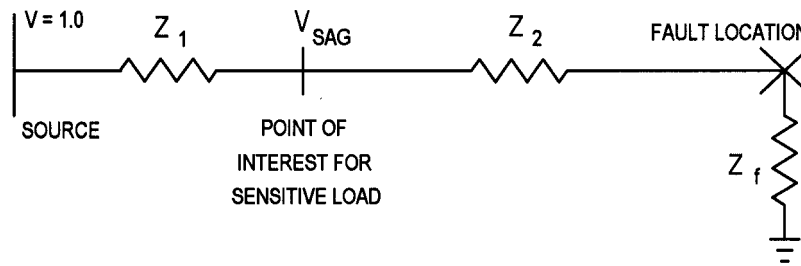 V = 1.0
Z 1
V SAG
Z 2
FAULT LOCATION
SOURCE
POINT OF
INTEREST FOR
SENSITIVE LOAD
Z f